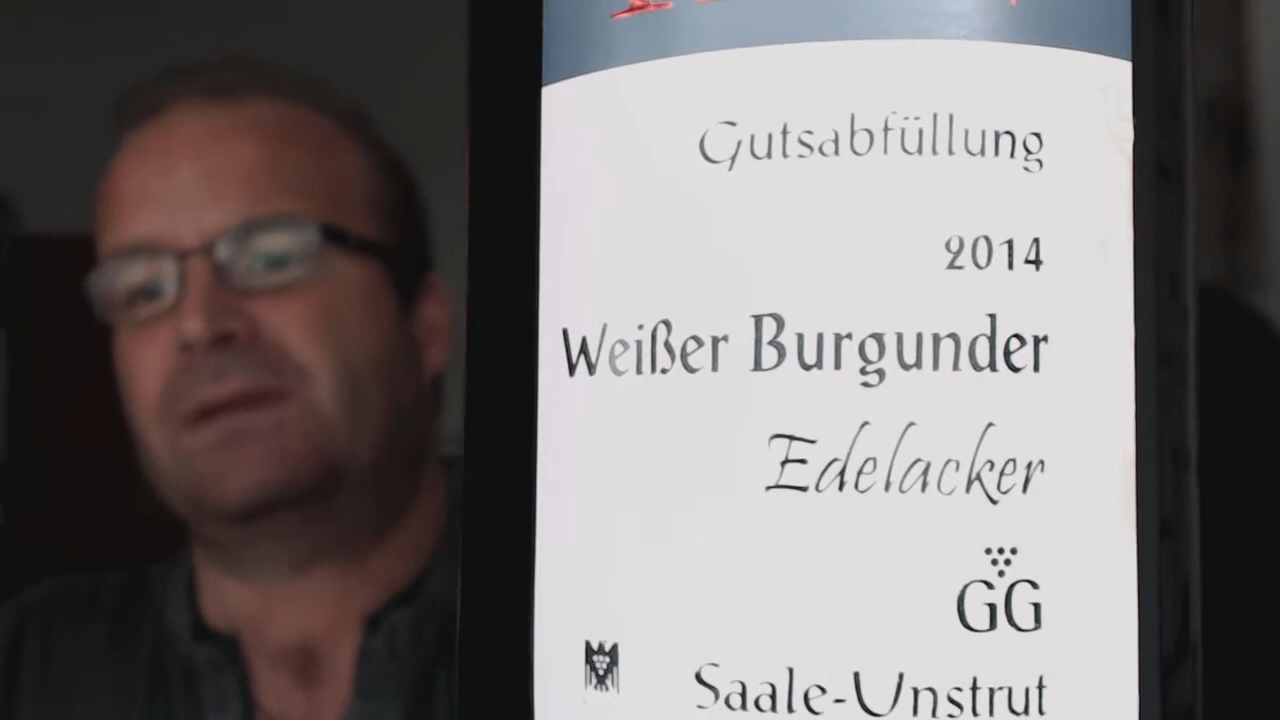 Gutsabfüllung
2014
Weißer Burgunder
Edelacker
GG
Saale-Unstrut